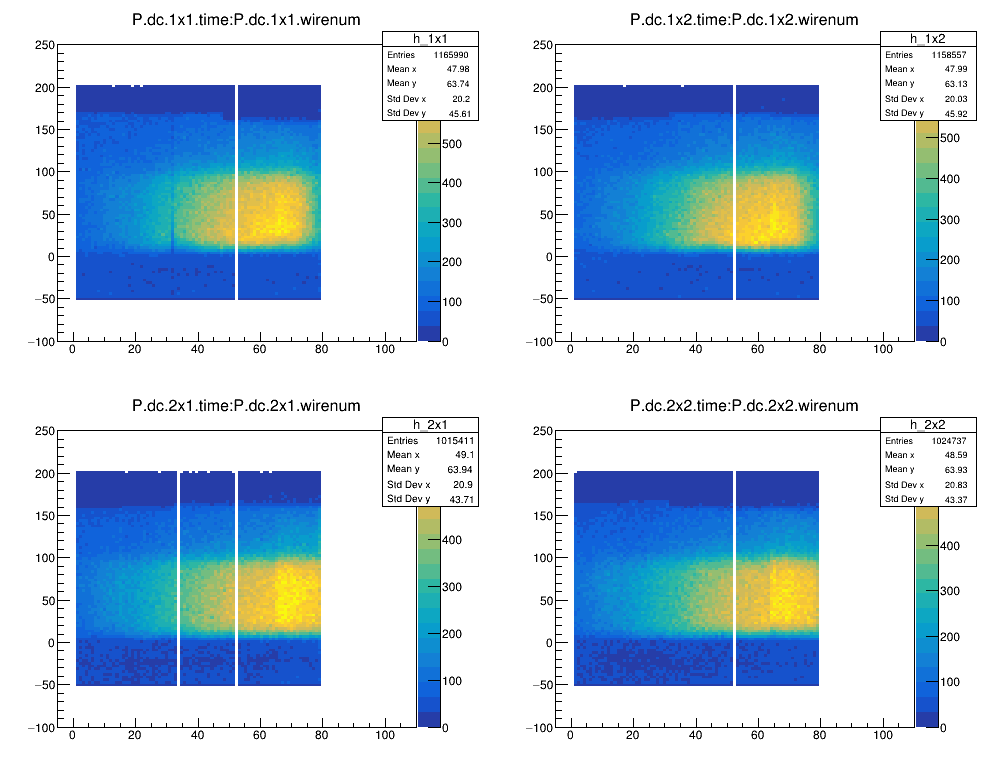 P.dc.1x1.time:P.dc.1x1.wirenum
h_1x1
Entries 1165990
Mean x 47.98
Mean y 63.74
Std Dev x 20.2
Std Dev y 45.61
250
200
150
100
50
0
−50
−100
0 20 40 60 80 100
500
400
300
200
100
0
P.dc.1x2.time:P.dc.1x2.wirenum
h_1x2
Entries 1158557
Mean x 47.99
Mean y 63.13
Std Dev x 20.03
Std Dev y 45.92
250
200
150
100
50
0
−50
−100
0 20 40 60 80 100
500
400
300
200
100
0
P.dc.2x1.time:P.dc.2x1.wirenum
h_2x1
Entries 1015411
Mean x 49.1
Mean y 63.94
Std Dev x 20.9
Std Dev y 43.71
250
200
150
100
50
0
−50
−100
0 20 40 60 80 100
400
300
200
100
0
P.dc.2x2.time:P.dc.2x2.wirenum
h_2x2
Entries 1024737
Mean x 48.59
Mean y 63.93
Std Dev x 20.83
Std Dev y 43.37
250
200
150
100
50
0
−50
−100
0 20 40 60 80 100
400
300
200
100
0